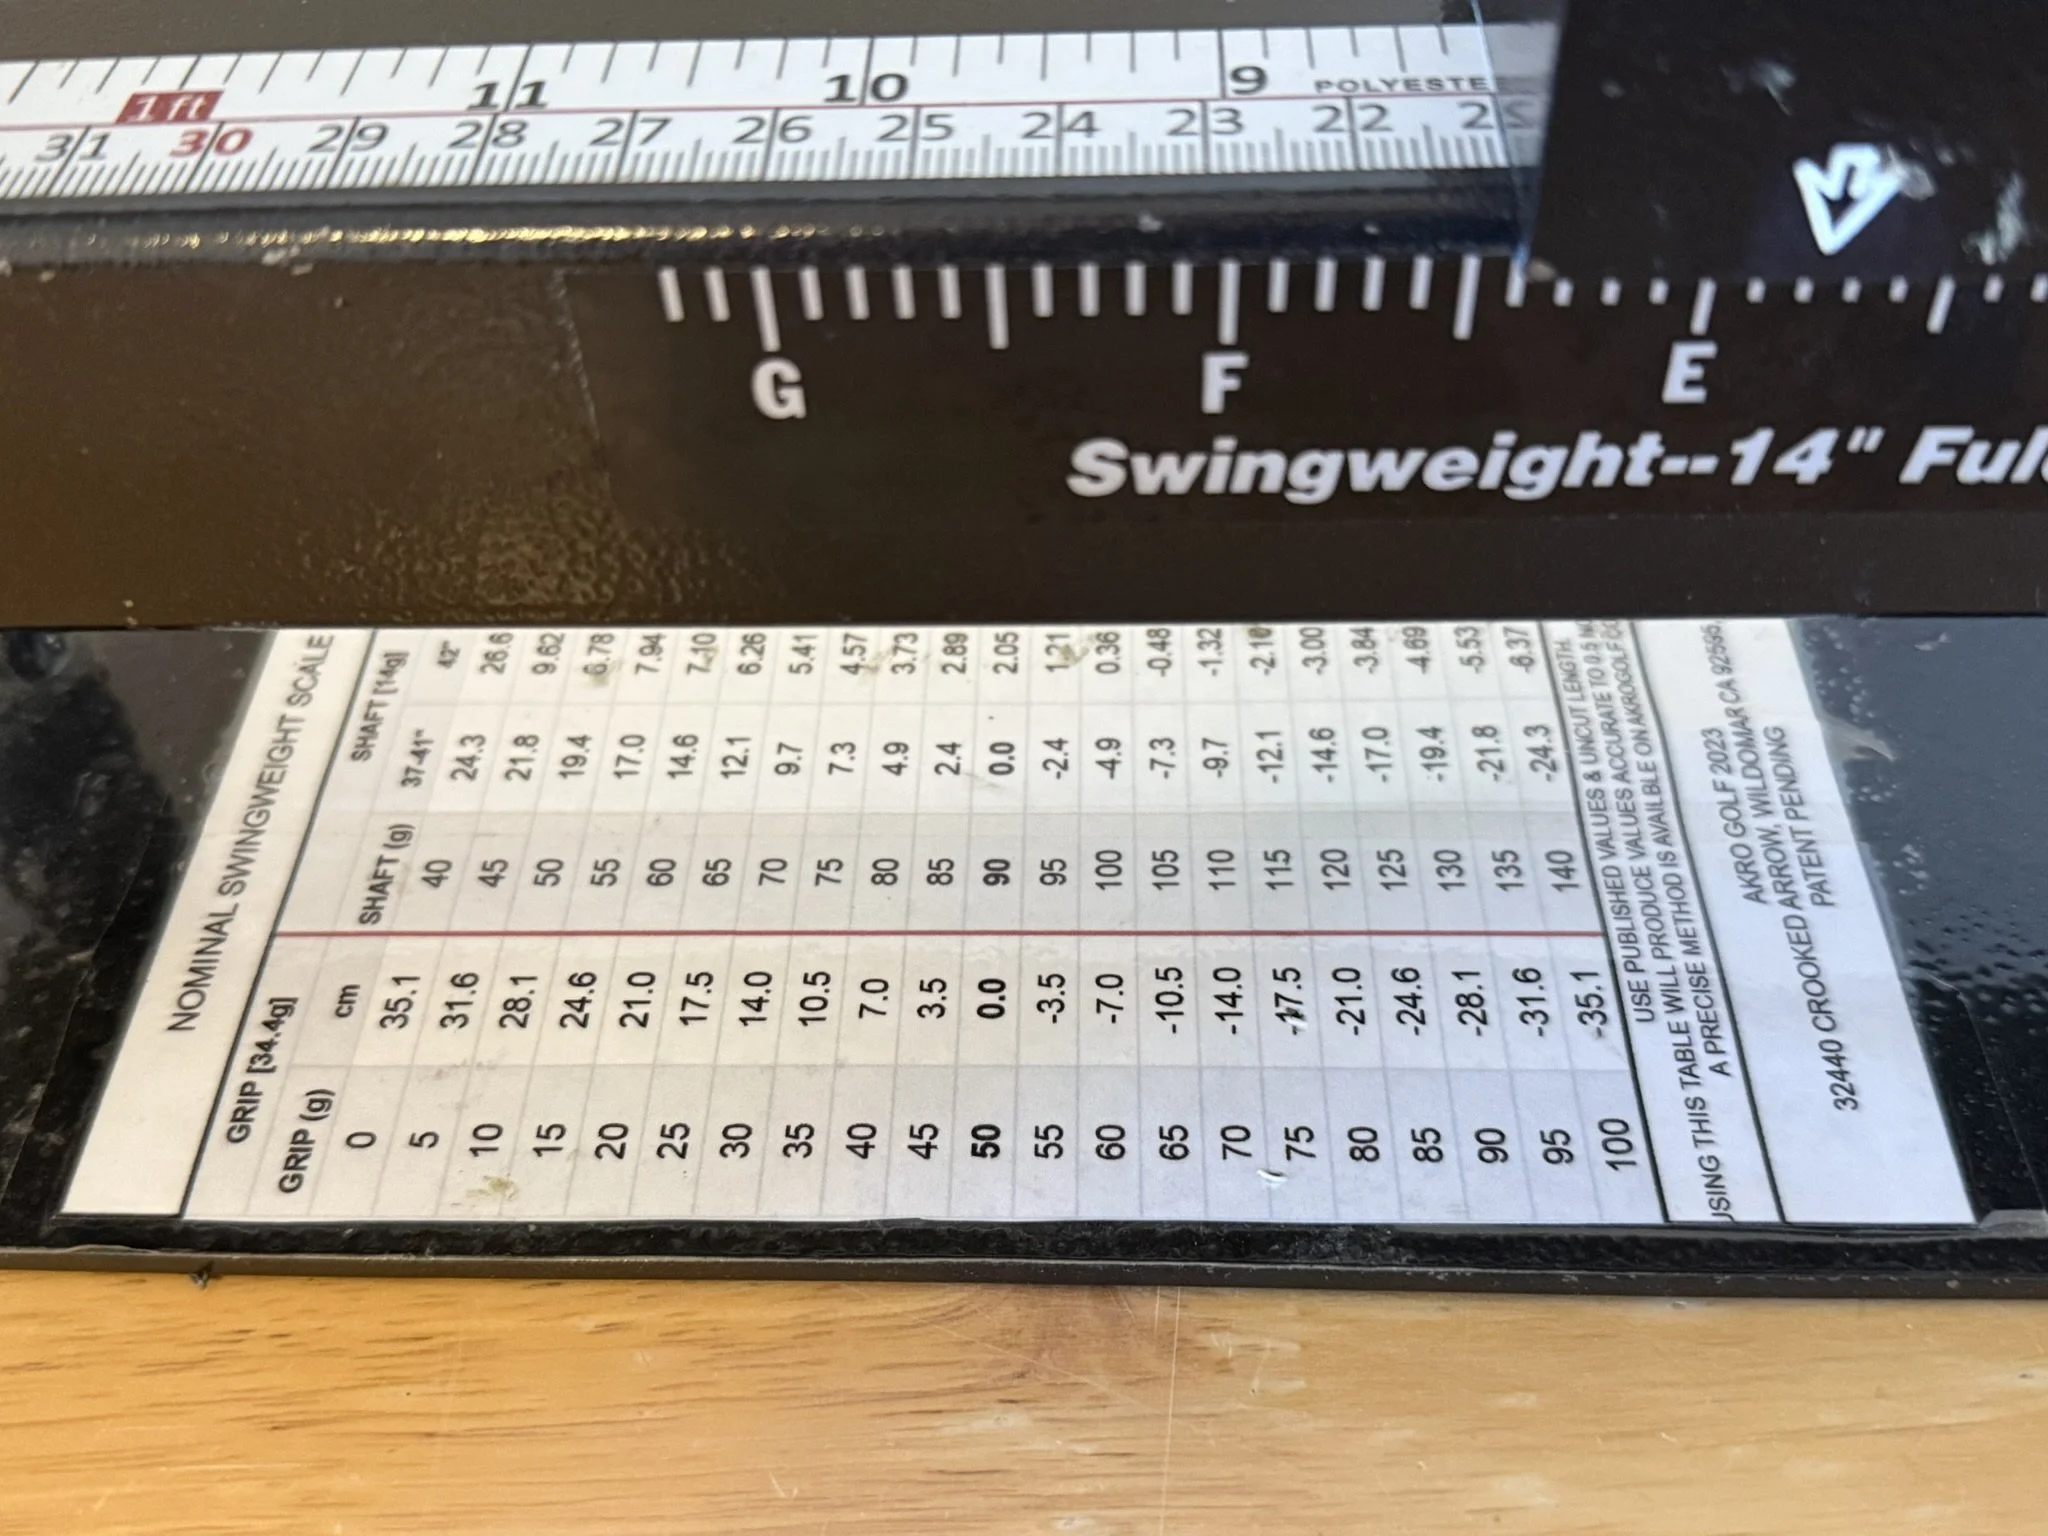 1 ft 11 10 9
31 30 29 28 27 26 25 24 23 22
G F E
Swingweight--14"
NOMINAL SWINGWEIGHT SCALE
GRIP [34.4g] SHAFT [14g]
GRIP (g) cm SHAFT (g) 37-41" 42"
0 35.1 40 24.3 26.6
5 31.6 45 21.8 9.62
10 28.1 50 19.4 8.78
15 24.6 55 17.0 7.94
20 21.0 60 14.6 7.10
25 17.5 65 12.1 6.26
30 14.0 70 9.7 5.41
35 10.5 75 7.3 4.57
40 7.0 80 4.9 3.73
45 3.5 85 2.4 2.89
50 0.0 90 0.0 2.05
55 -3.5 95 -2.4 1.21
60 -7.0 100 -4.9 0.36
65 -10.5 105 -7.3 -0.48
70 -14.0 110 -9.7 -1.32
75 -17.5 115 -12.1 -2.16
80 -21.0 120 -14.6 -3.00
85 -24.6 125 -17.0 -3.84
90 -28.1 130 -19.4 -4.69
95 -31.6 135 -21.8 -5.53
100 -35.1 140 -24.3 -6.37
USE PUBLISHED VALUES & UNCUT LENGTH.
USING THIS TABLE WILL PRODUCE VALUES ACCURATE TO 0.5
A PRECISE METHOD IS AVAILBLE ON
AKRO GOLF 2023
32440 CROOKED ARROW, WILDOMAR CA 92595,
PATENT PENDING